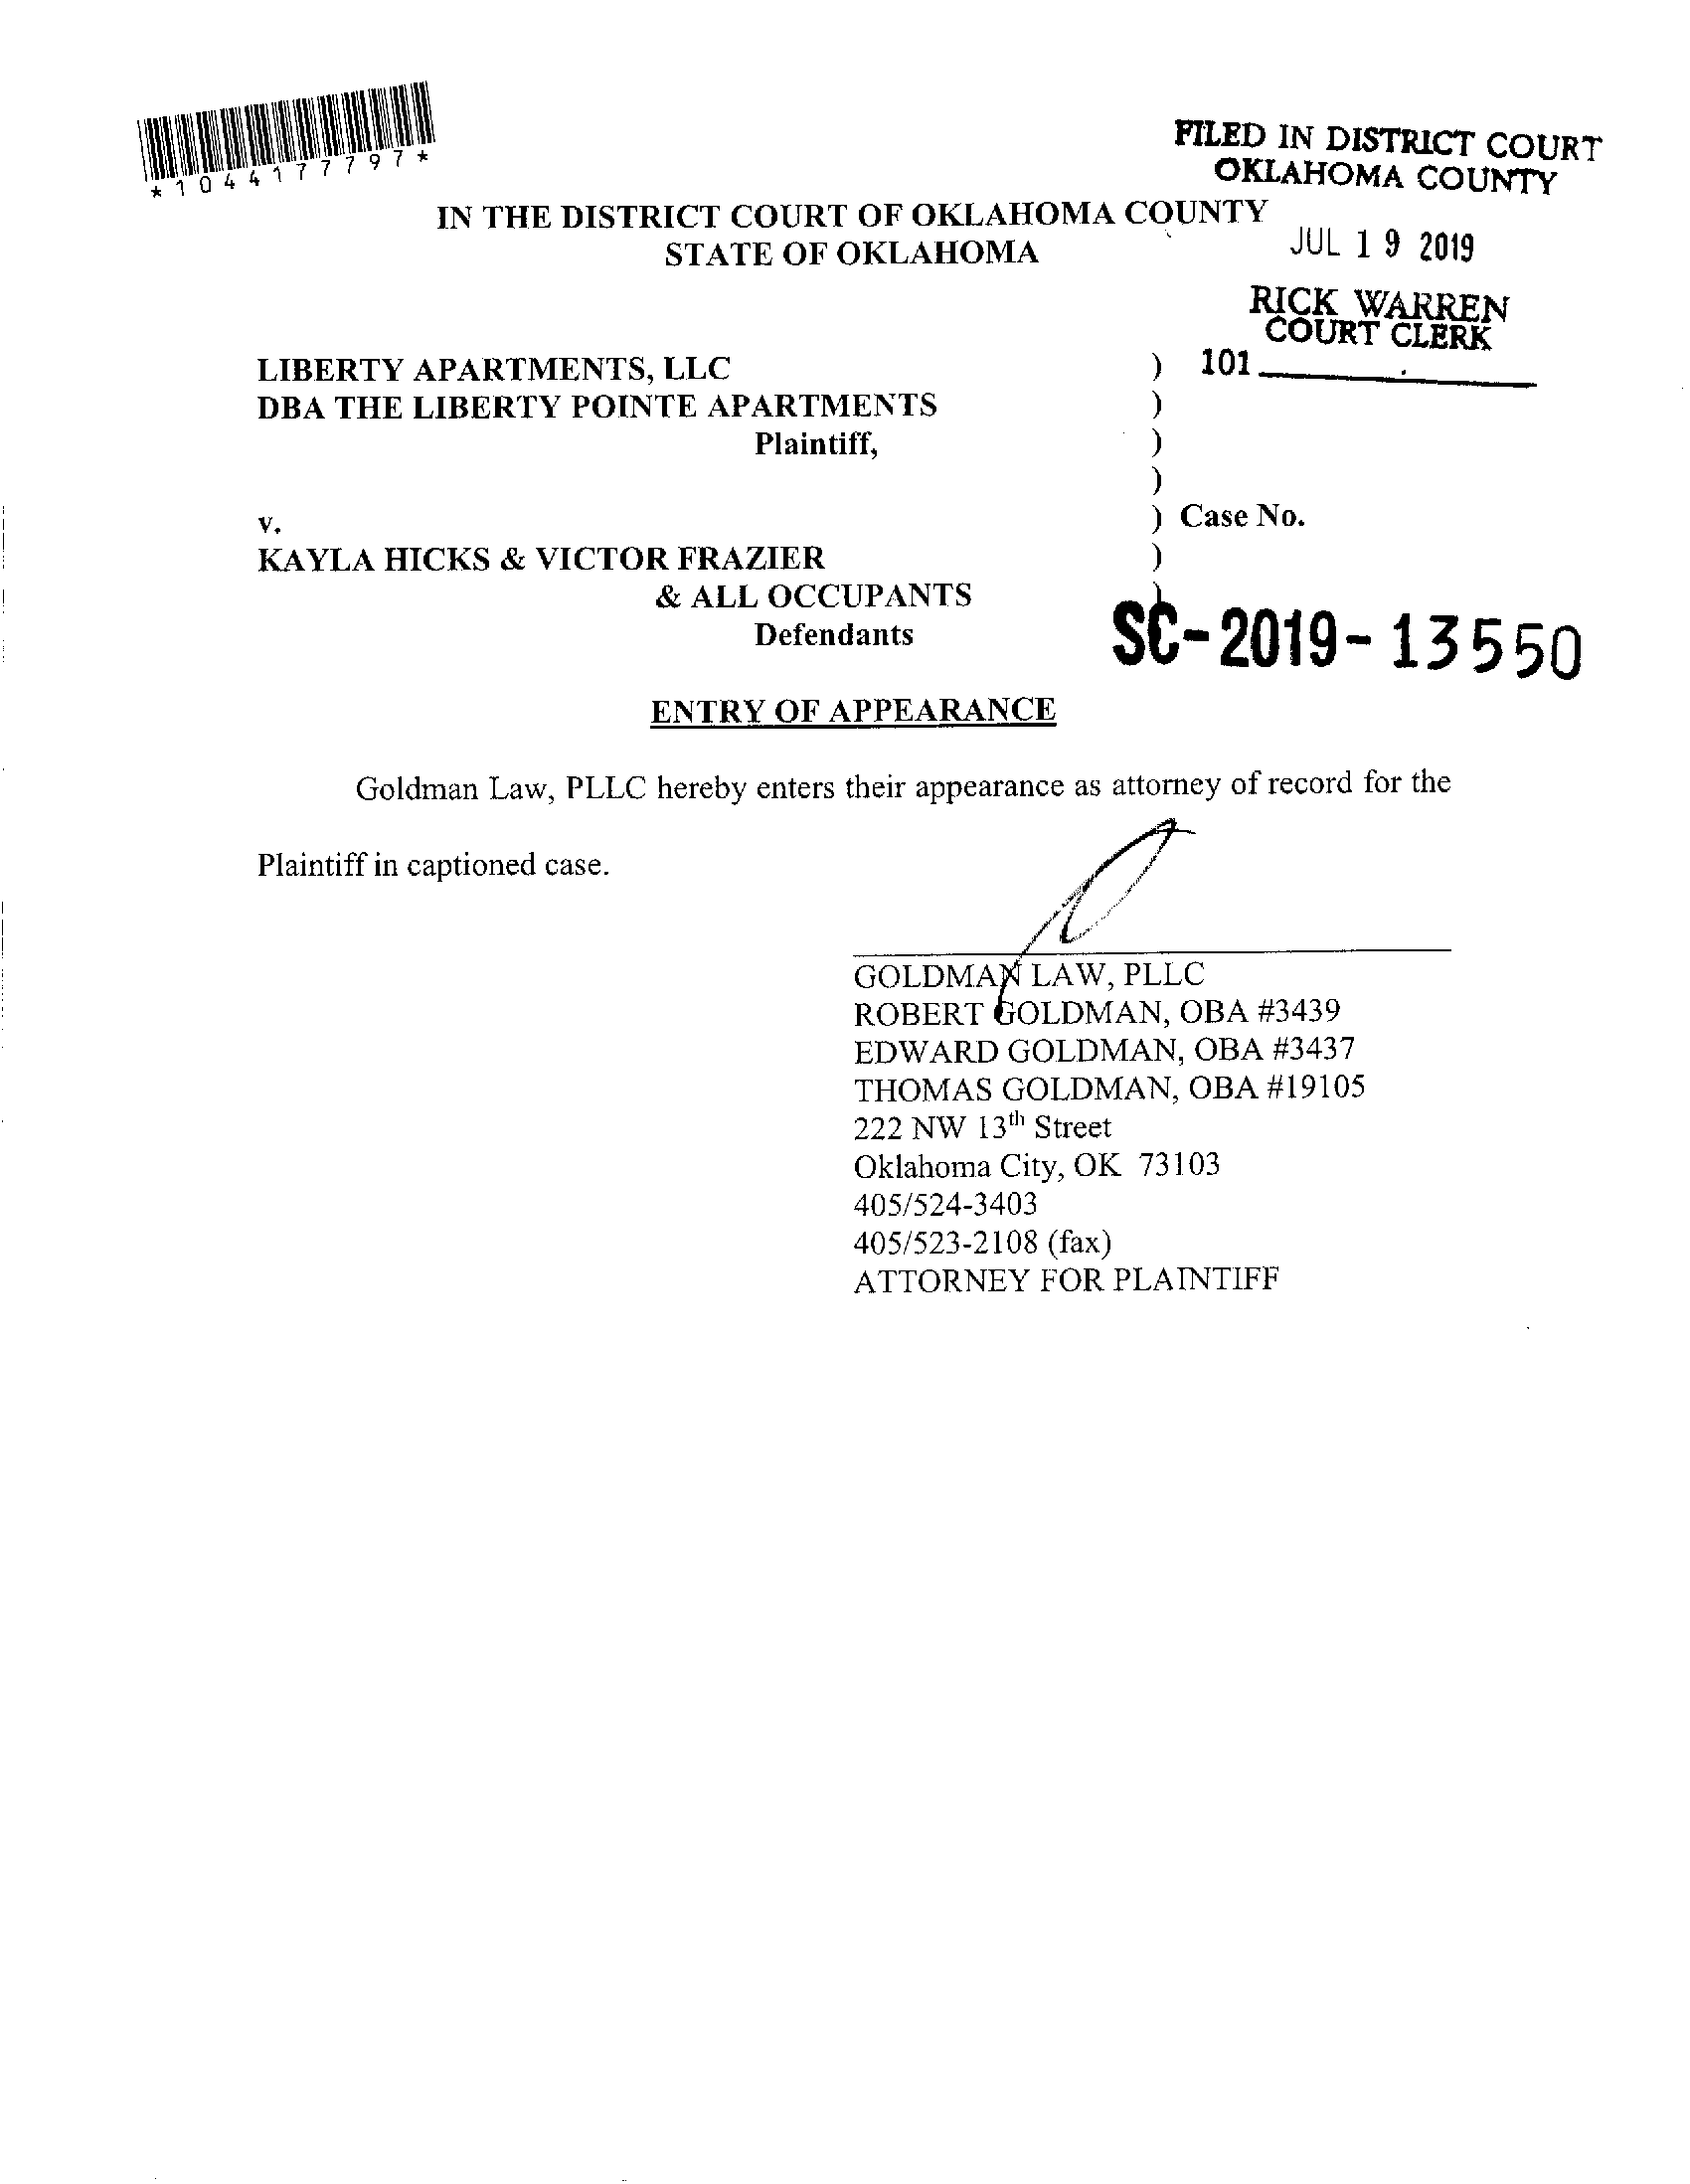 *1044177797*
FILED IN DISTRICT COURT
OKLAHOMA COUNTY
IN THE DISTRICT COURT OF OKLAHOMA COUNTY
STATE OF OKLAHOMA
JUL 19 2019
RICK WARREN
COURT CLERK
101
LIBERTY APARTMENTS, LLC )
DBA THE LIBERTY POINTE APARTMENTS )
Plaintiff, )
)
v. ) Case No.
KAYLA HICKS & VICTOR FRAZIER )
& ALL OCCUPANTS )
Defendants
SC-2019-13550
ENTRY OF APPEARANCE
Goldman Law, PLLC hereby enters their appearance as attorney of record for the
Plaintiff in captioned case.
GOLDMAN LAW, PLLC
ROBERT GOLDMAN, OBA #3439
EDWARD GOLDMAN, OBA #3437
THOMAS GOLDMAN, OBA #19105
222 NW 13th Street
Oklahoma City, OK 73103
405/524-3403
405/523-2108 (fax)
ATTORNEY FOR PLAINTIFF